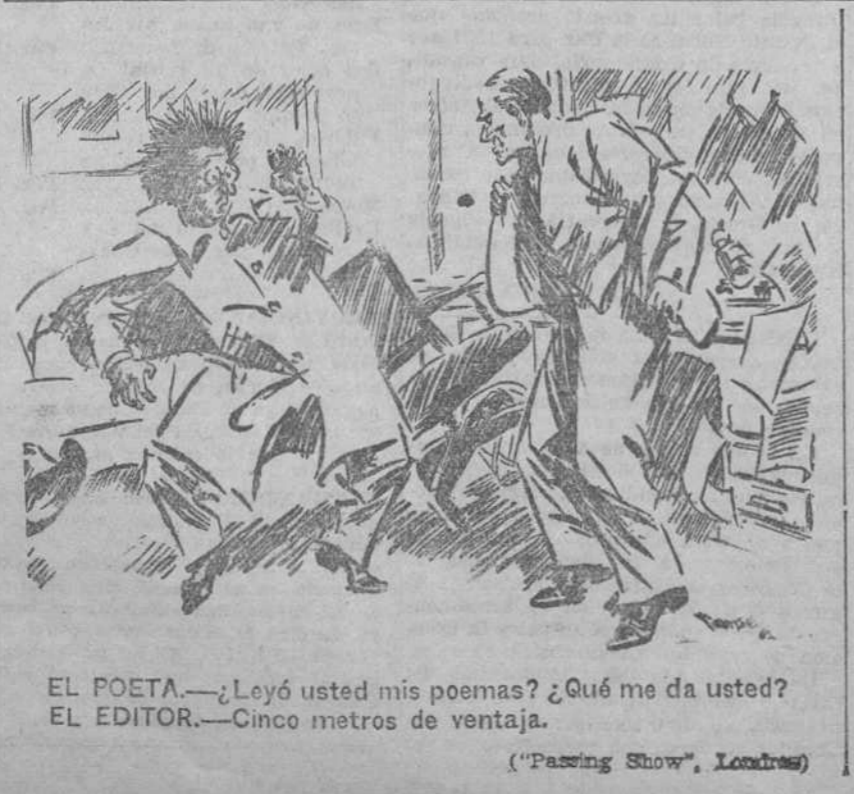 EL POETA.—¿Leyó usted mis poemas? ¿Qué me da usted?
EL EDITOR.—Cinco metros de ventaja.
("Passing Show", Londres)